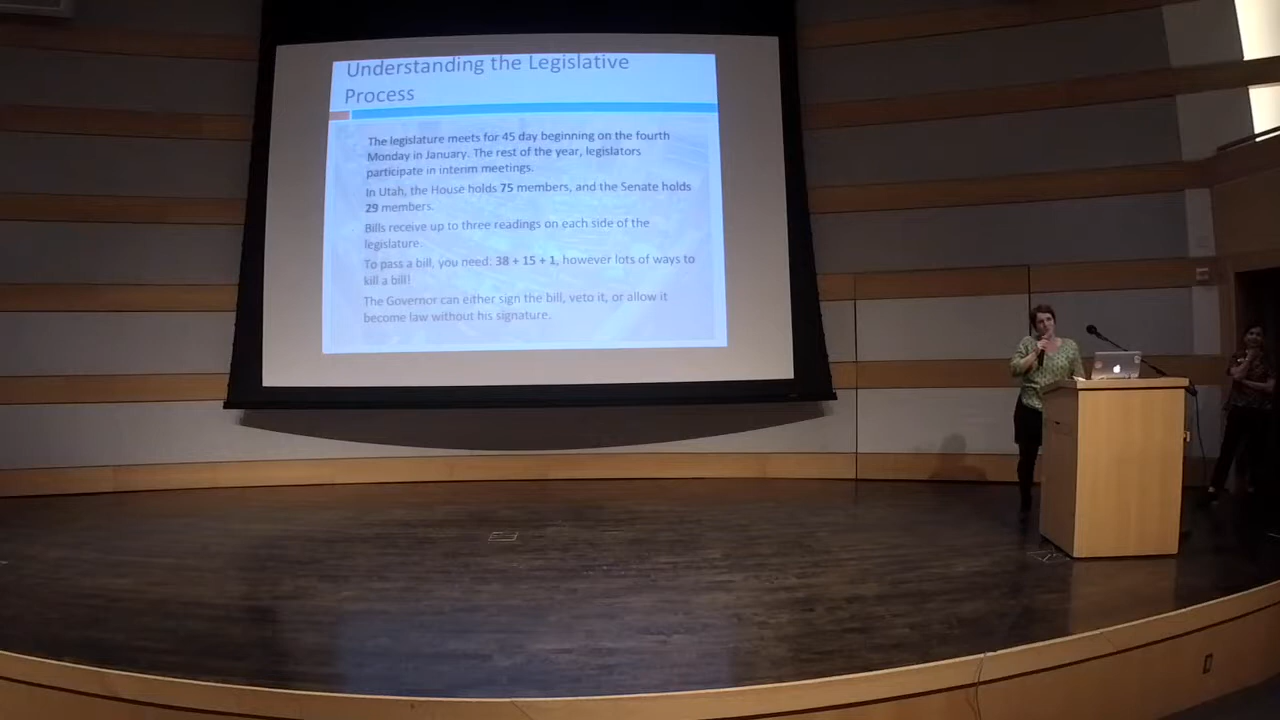 Understanding the Legislative
Process
The legislature meets for 45 day beginning on the fourth
Monday in January. The rest of the year, legislators
participate in interim meetings.
In Utah, the House holds 75 members, and the Senate holds
29 members.
Bills receive up to three readings on each side of the
legislature.
To pass a bill, you need: 38 + 15 + 1, however lots of ways to
kill a bill!
The Governor can either sign the bill, veto it, or allow it
become law without his signature.